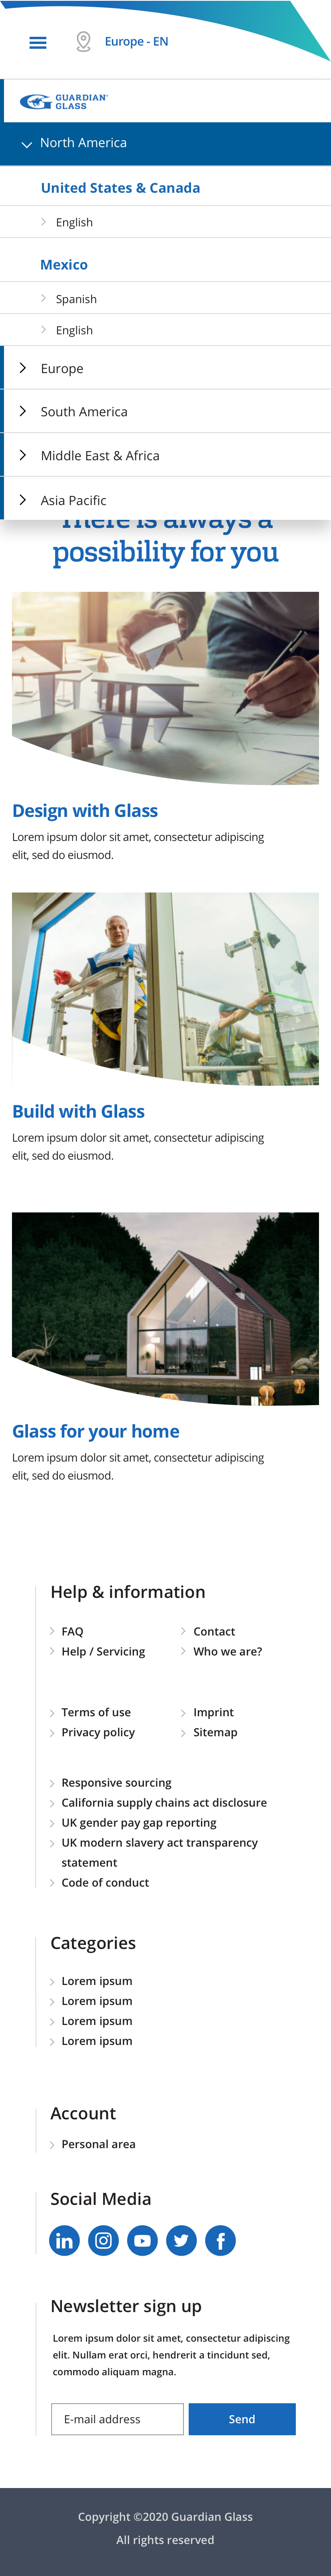 Europe - EN
GUARDIAN®
GLASS
North America
United States & Canada
English
Mexico
Spanish
English
Europe
South America
Middle East & Africa
Asia Pacific
There is always a
possibility for you
Design with Glass
Lorem ipsum dolor sit amet, consectetur adipiscing
elit, sed do eiusmod.
Build with Glass
Lorem ipsum dolor sit amet, consectetur adipiscing
elit, sed do eiusmod.
Glass for your home
Lorem ipsum dolor sit amet, consectetur adipiscing
elit, sed do eiusmod.
Help & information
FAQ
Contact
Help / Servicing
Who we are?
Terms of use
Imprint
Privacy policy
Sitemap
Responsive sourcing
California supply chains act disclosure
UK gender pay gap reporting
UK modern slavery act transparency
statement
Code of conduct
Categories
Lorem ipsum
Lorem ipsum
Lorem ipsum
Lorem ipsum
Account
Personal area
Social Media
Newsletter sign up
Lorem ipsum dolor sit amet, consectetur adipiscing
elit. Nullam erat orci, hendrerit a tincidunt sed,
commodo aliquam magna.
E-mail address
Send
Copyright ©2020 Guardian Glass
All rights reserved